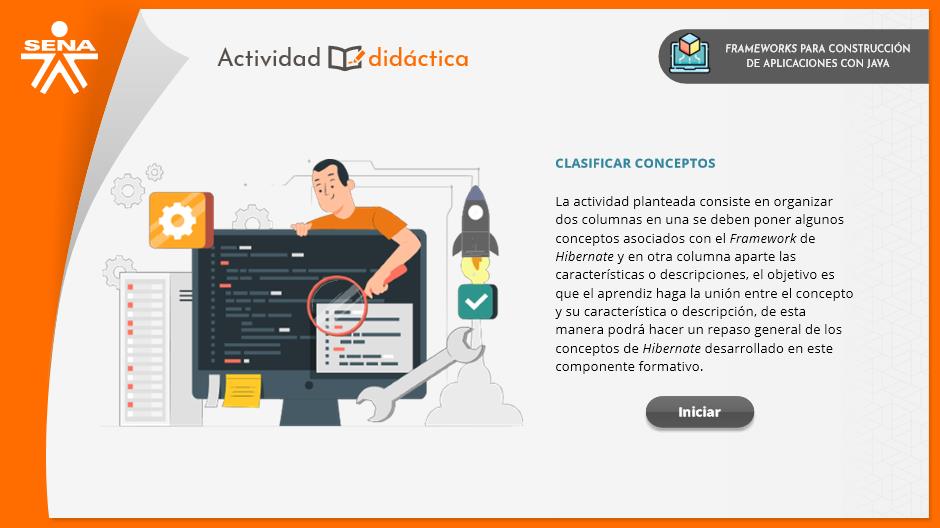 SENA
Actividad didáctica
FRAMEWORKS PARA CONSTRUCCIÓN
DE APLICACIONES CON JAVA
CLASIFICAR CONCEPTOS
La actividad planteada consiste en organizar
dos columnas en una se deben poner algunos
conceptos asociados con el Framework de
Hibernate y en otra columna aparte las
características o descripciones, el objetivo es
que el aprendiz haga la unión entre el concepto
y su característica o descripción, de esta
manera podrá hacer un repaso general de los
conceptos de Hibernate desarrollado en este
componente formativo.
Iniciar